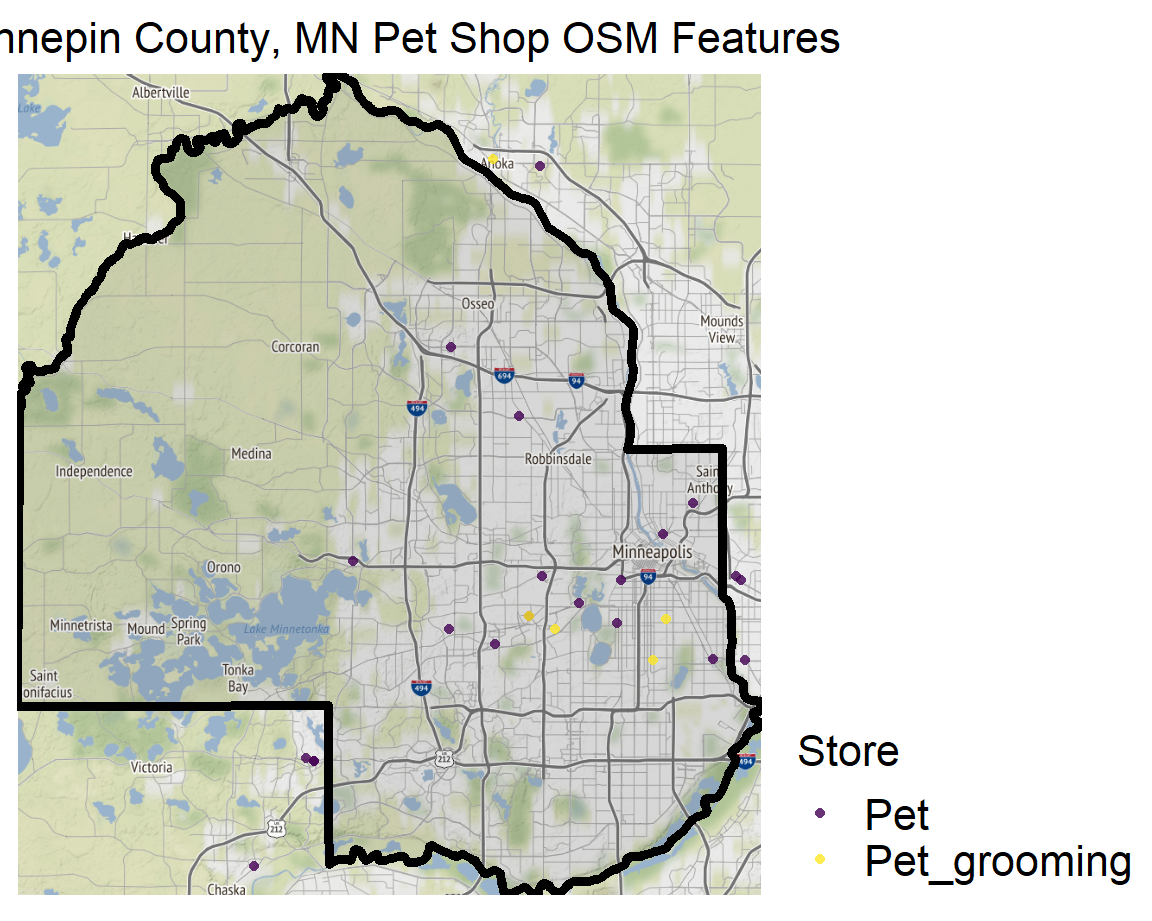 nnepin County, MN Pet Shop OSM Features
Albertville
Lake
Anoka
Osseo
Mounds
View
Corcoran
694
94
494
Medina
Independence
Robbinsdale
Saint
Anthony
Minneapolis
94
Orono
Minnetrista
Mound
Spring
Park
Lake Minnetonka
Tonka
Bay
Saint
onifacius
494
Victoria
212
494
US
212
Chaska
Store
Pet
Pet_grooming